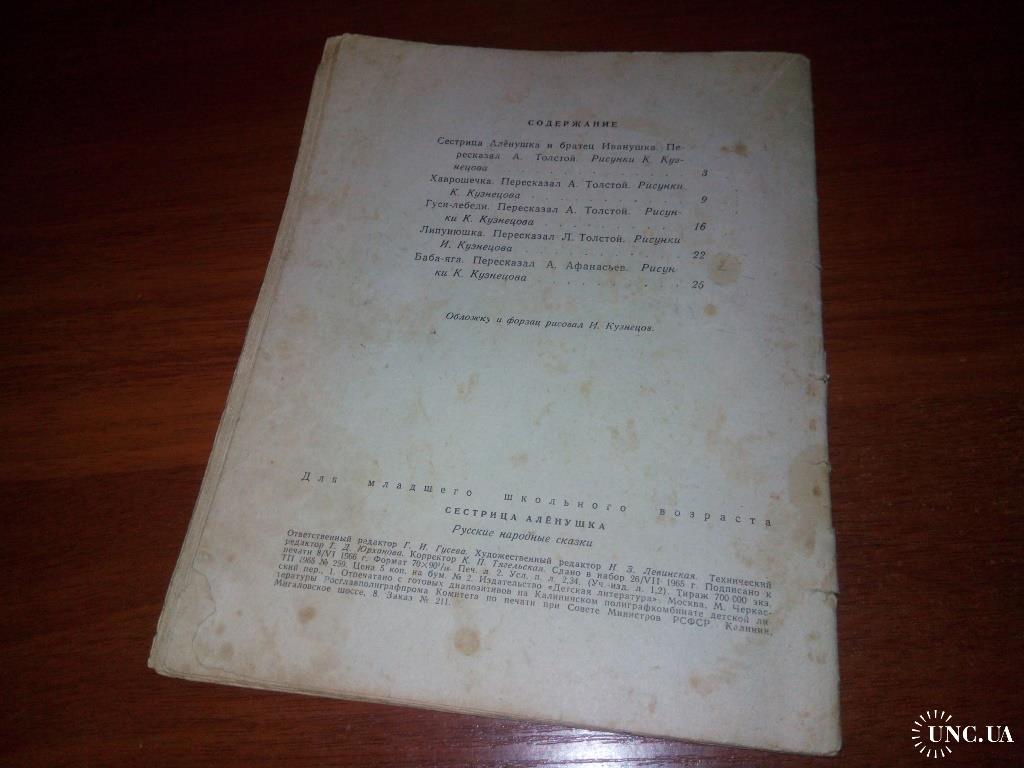 СОДЕРЖАНИЕ
Сестрица Алёнушка и братец Иванушка. Пе-
ресказал А. Толстой. Рисунки К. Куз-
нецова . . . . . . . . . . . . . . 3
Хаврошечка. Пересказал А. Толстой. Рисунки
К. Кузнецова . . . . . . . . . . . . 9
Гуси-лебеди. Пересказал А. Толстой. Рисун-
ки К. Кузнецова . . . . . . . . . . . 16
Липунюшка. Пересказал Л. Толстой. Рисунки
И. Кузнецова . . . . . . . . . . . . 22
Баба-яга. Пересказал А. Афанасьев. Рисун-
ки К. Кузнецова . . . . . . . . . . . 25
Обложку и форзац рисовал И. Кузнецов.
Для младшего школьного возраста
СЕСТРИЦА АЛЁНУШКА
Русские народные сказки
Ответственный редактор Г. И. Гусева. Художественный редактор Н. З. Левинская. Технический
редактор Т. Д. Юрханова. Корректор К. П. Тягельская. Сдано в набор 26/VII 1965 г. Подписано к
печати 8/VI 1966 г. Формат 70×90¹/₁₆. Печ. л. 2. Усл. п. л. 2,34. (Уч.-изд. л. 1,2). Тираж 700 000 экз.
ТП 1965 № 259. Цена 5 коп. на бум. № 2. Издательство «Детская литература». Москва, М. Черкас-
ский пер., 1. Отпечатано с готовых диапозитивов на Калининском полиграфкомбинате детской ли-
тературы Росглавполиграфпрома Комитета по печати при Совете Министров РСФСР. Калинин,
Мигаловское шоссе, 8. Заказ № 211.
UNC.UA